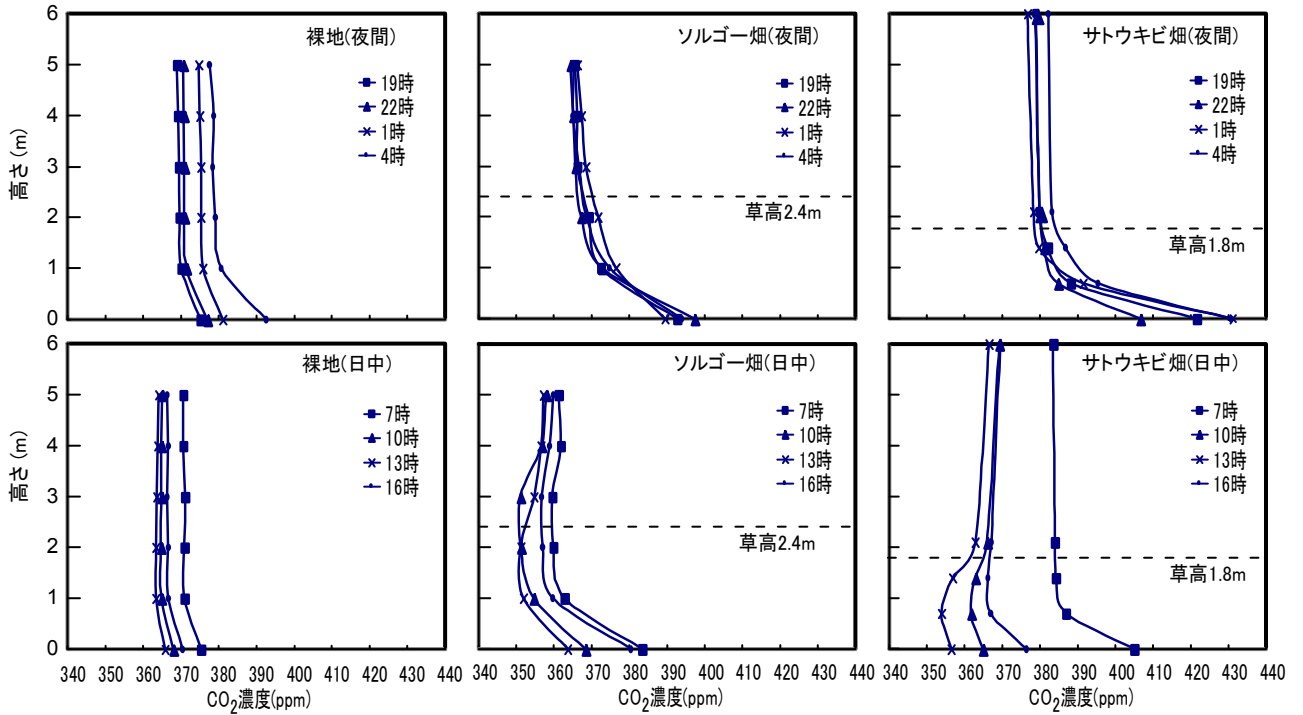 裸地(夜間)
19時
22時
1時
4時
ソルゴー畑(夜間)
19時
22時
1時
4時
草高2.4m
サトウキビ畑(夜間)
19時
22時
1時
4時
草高1.8m
高さ(m)
6
5
4
3
2
1
0
裸地(日中)
7時
10時
13時
16時
ソルゴー畑(日中)
7時
10時
13時
16時
草高2.4m
サトウキビ畑(日中)
7時
10時
13時
16時
草高1.8m
高さ(m)
6
5
4
3
2
1
0
340 360 370 380 390 400 410 420 430 440
CO2濃度(ppm)
340 360 370 380 390 400 410 420 430 440
CO2濃度(ppm)
340 360 370 380 390 400 410 420 430 440
CO2濃度(ppm)